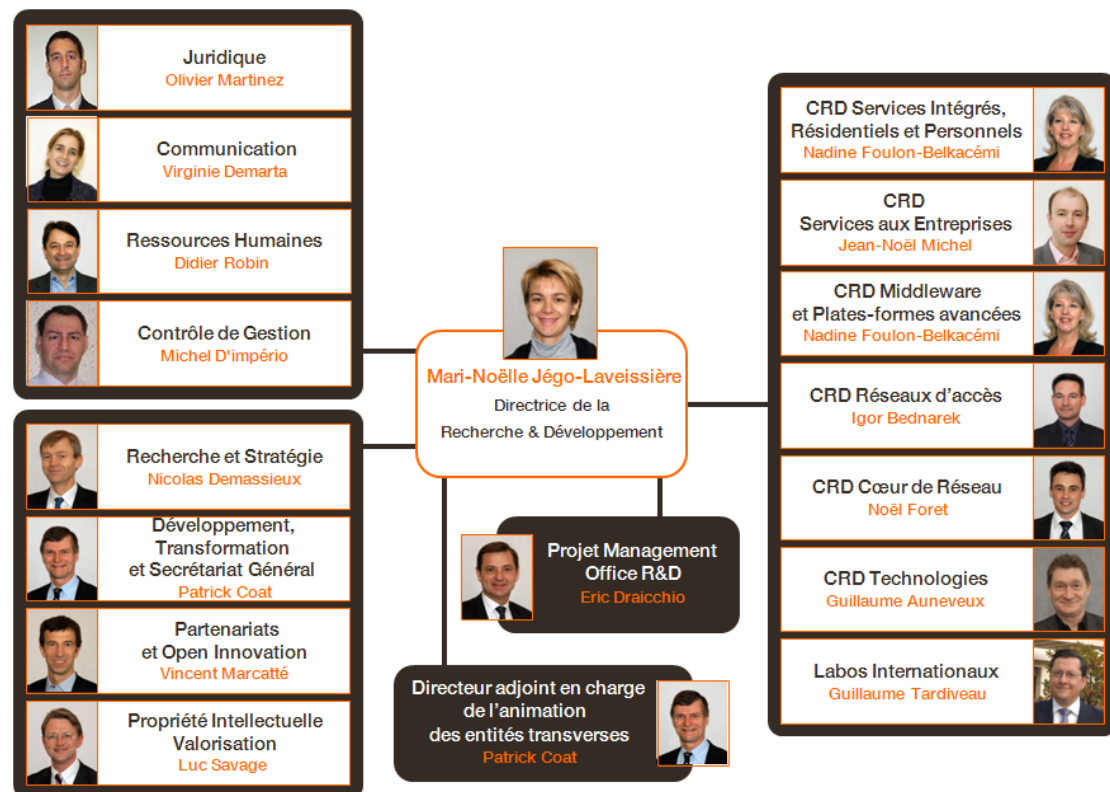 Juridique
Olivier Martinez
Communication
Virginie Demarta
Ressources Humaines
Didier Robin
Contrôle de Gestion
Michel D'império
Recherche et Stratégie
Nicolas Demassieux
Développement,
Transformation
et Secrétariat Général
Patrick Coat
Partenariats
et Open Innovation
Vincent Marcatté
Propriété Intellectuelle
Valorisation
Luc Savage
Mari-Noëlle Jégo-Laveissière
Directrice de la
Recherche & Développement
Projet Management
Office R&D
Eric Draicchio
Directeur adjoint en charge
de l'animation
des entités transverses
Patrick Coat
CRD Services Intégrés,
Résidentiels et Personnels
Nadine Foulon-Belkacémi
CRD
Services aux Entreprises
Jean-Noël Michel
CRD Middleware
et Plates-formes avancées
Nadine Foulon-Belkacémi
CRD Réseaux d'accès
Igor Bednarek
CRD Cœur de Réseau
Noël Foret
CRD Technologies
Guillaume Auneveux
Labos Internationaux
Guillaume Tardiveau